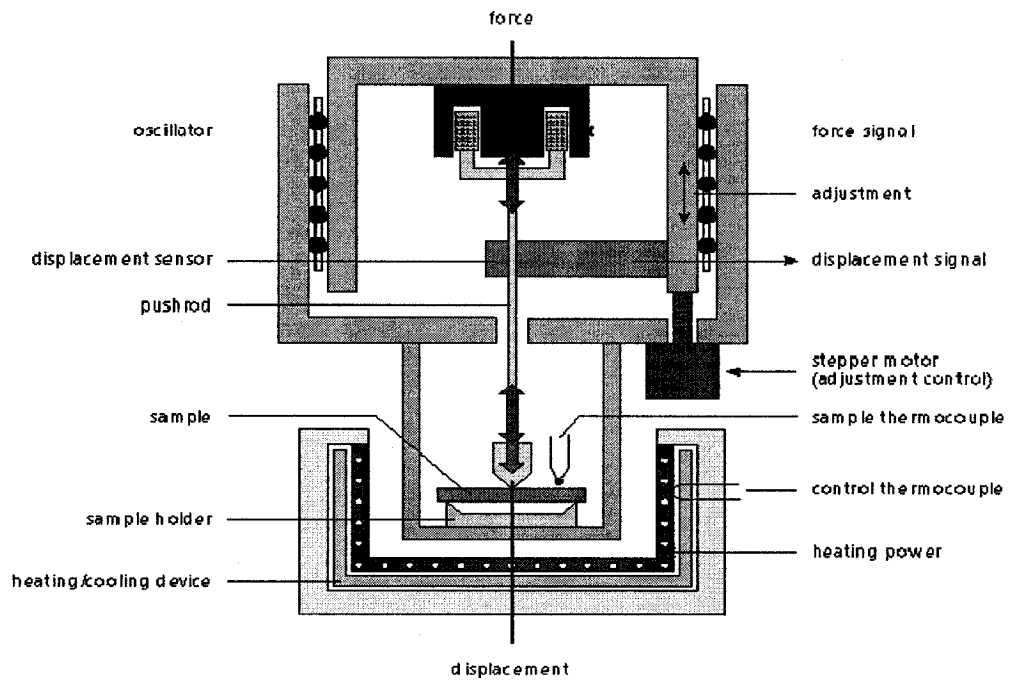 force
oscillator
force signal
adjustment
displacement sensor
displacement signal
pushrod
stepper motor
(adjustment control)
sample
sample thermocouple
control thermocouple
sample holder
heating power
heating/cooling device
displacement